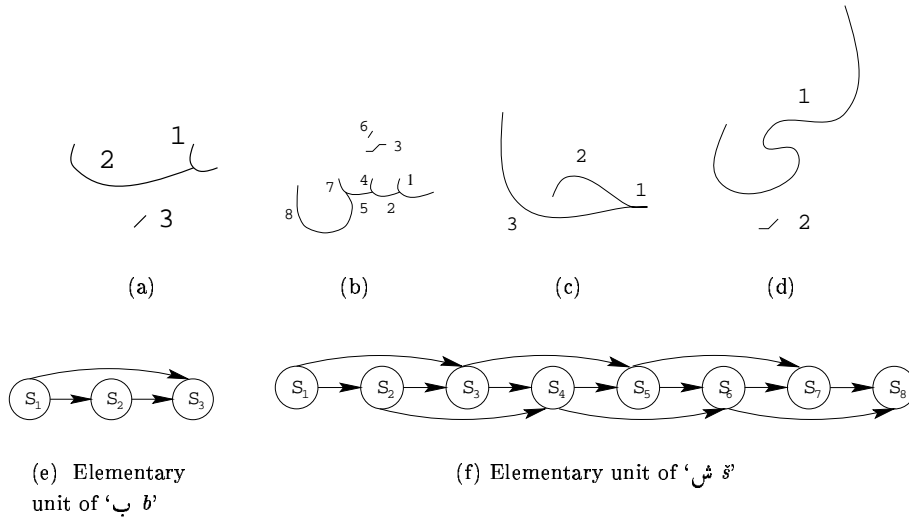 1
2
3
6
3
7 4 1
8 5 2
2
1
3
1
2
(a)
(b)
(c)
(d)
S1 S2 S3
S1 S2 S3 S4 S5 S6 S7 S8
(e) Elementary
unit of ‘ب b’
(f) Elementary unit of ‘ش š’